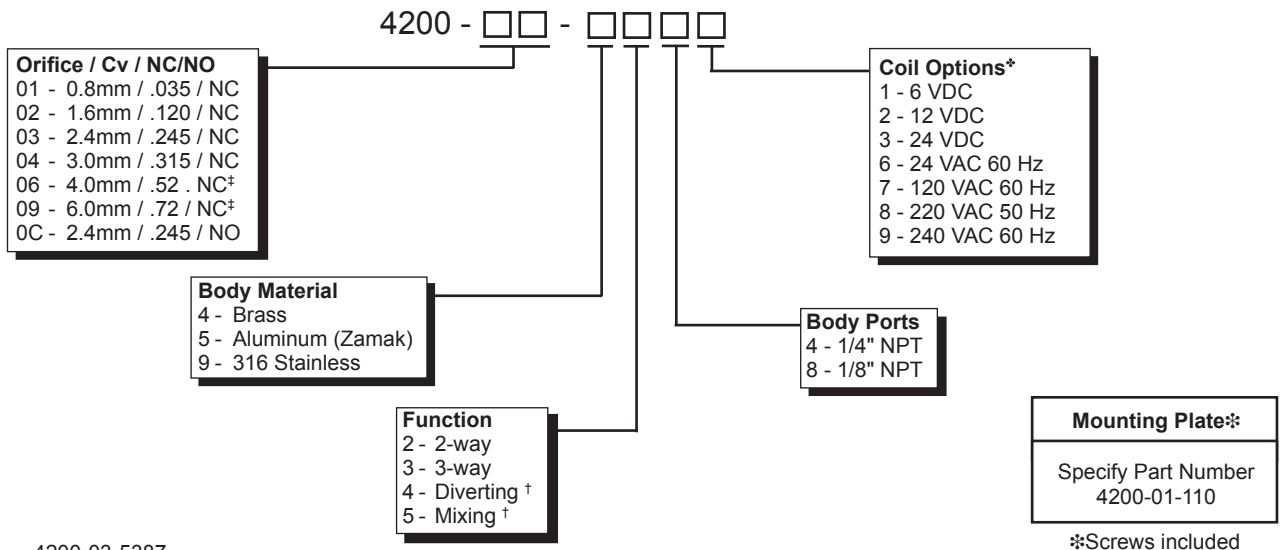 4200 - □□ - □□□□
Orifice / Cv / NC/NO
01 - 0.8mm / .035 / NC
02 - 1.6mm / .120 / NC
03 - 2.4mm / .245 / NC
04 - 3.0mm / .315 / NC
06 - 4.0mm / .52 . NC‡
09 - 6.0mm / .72 / NC‡
0C - 2.4mm / .245 / NO
Coil Options*
1 - 6 VDC
2 - 12 VDC
3 - 24 VDC
6 - 24 VAC 60 Hz
7 - 120 VAC 60 Hz
8 - 220 VAC 50 Hz
9 - 240 VAC 60 Hz
Body Material
4 - Brass
5 - Aluminum (Zamak)
9 - 316 Stainless
Body Ports
4 - 1/4" NPT
8 - 1/8" NPT
Function
2 - 2-way
3 - 3-way
4 - Diverting †
5 - Mixing †
Mounting Plate✻
Specify Part Number
4200-01-110
✻Screws included